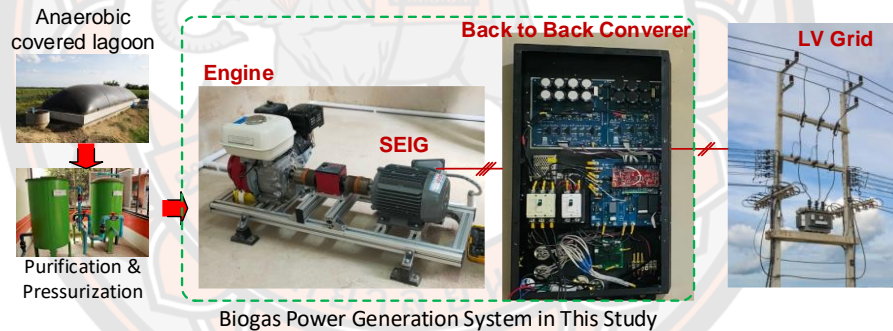 Anaerobic
covered lagoon
Purification &
Pressurization
Engine
SEIG
Back to Back Converer
LV Grid
Biogas Power Generation System in This Study